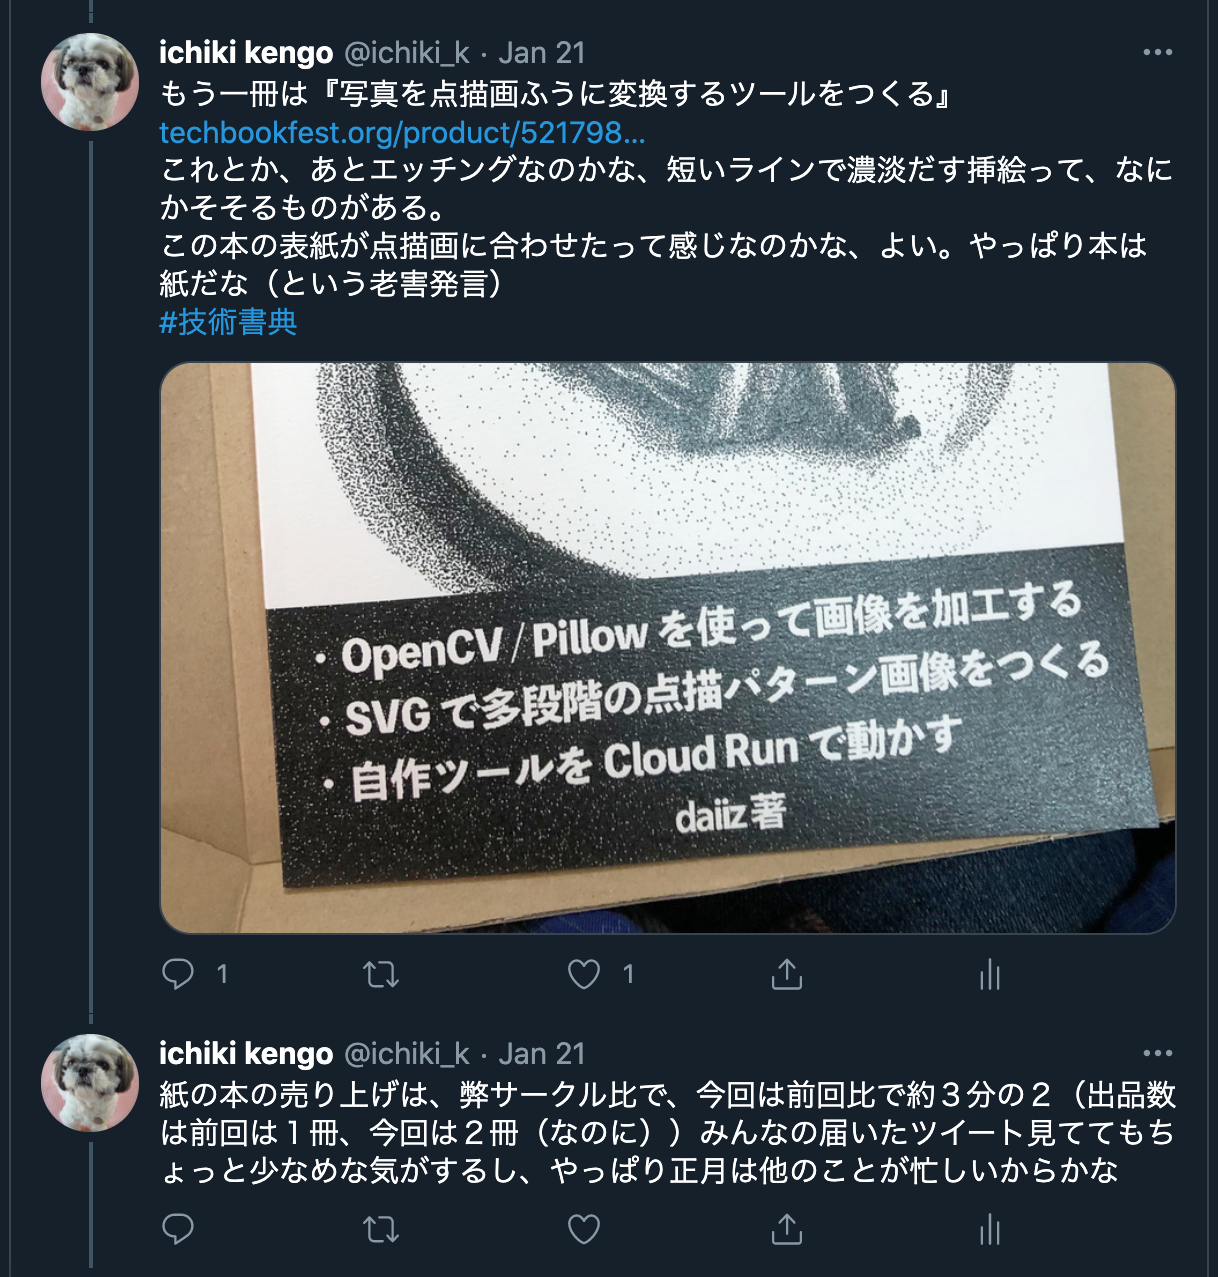 ichiki kengo @ichiki_k · Jan 21
もう一冊は『写真を点描画ふうに変換するツールをつくる』
techbookfest.org/product/521798...
これとか、あとエッチングなのかな、短いラインで濃淡だす挿絵って、なに
かそそるものがある。
この本の表紙が点描画に合わせたって感じなのかな、よい。やっぱり本は
紙だな（という老害発言）
#技術書典
・OpenCV / Pillow を使って画像を加工する
・SVG で多段階の点描パターン画像をつくる
・自作ツールを Cloud Run で動かす
daiiz 著
1
1
ichiki kengo @ichiki_k · Jan 21
紙の本の売り上げは、弊サークル比で、今回は前回比で約３分の２（出品数
は前回は１冊、今回は２冊（なのに））みんなの届いたツイート見ててもち
ょっと少なめな気がするし、やっぱり正月は他のことが忙しいからかな